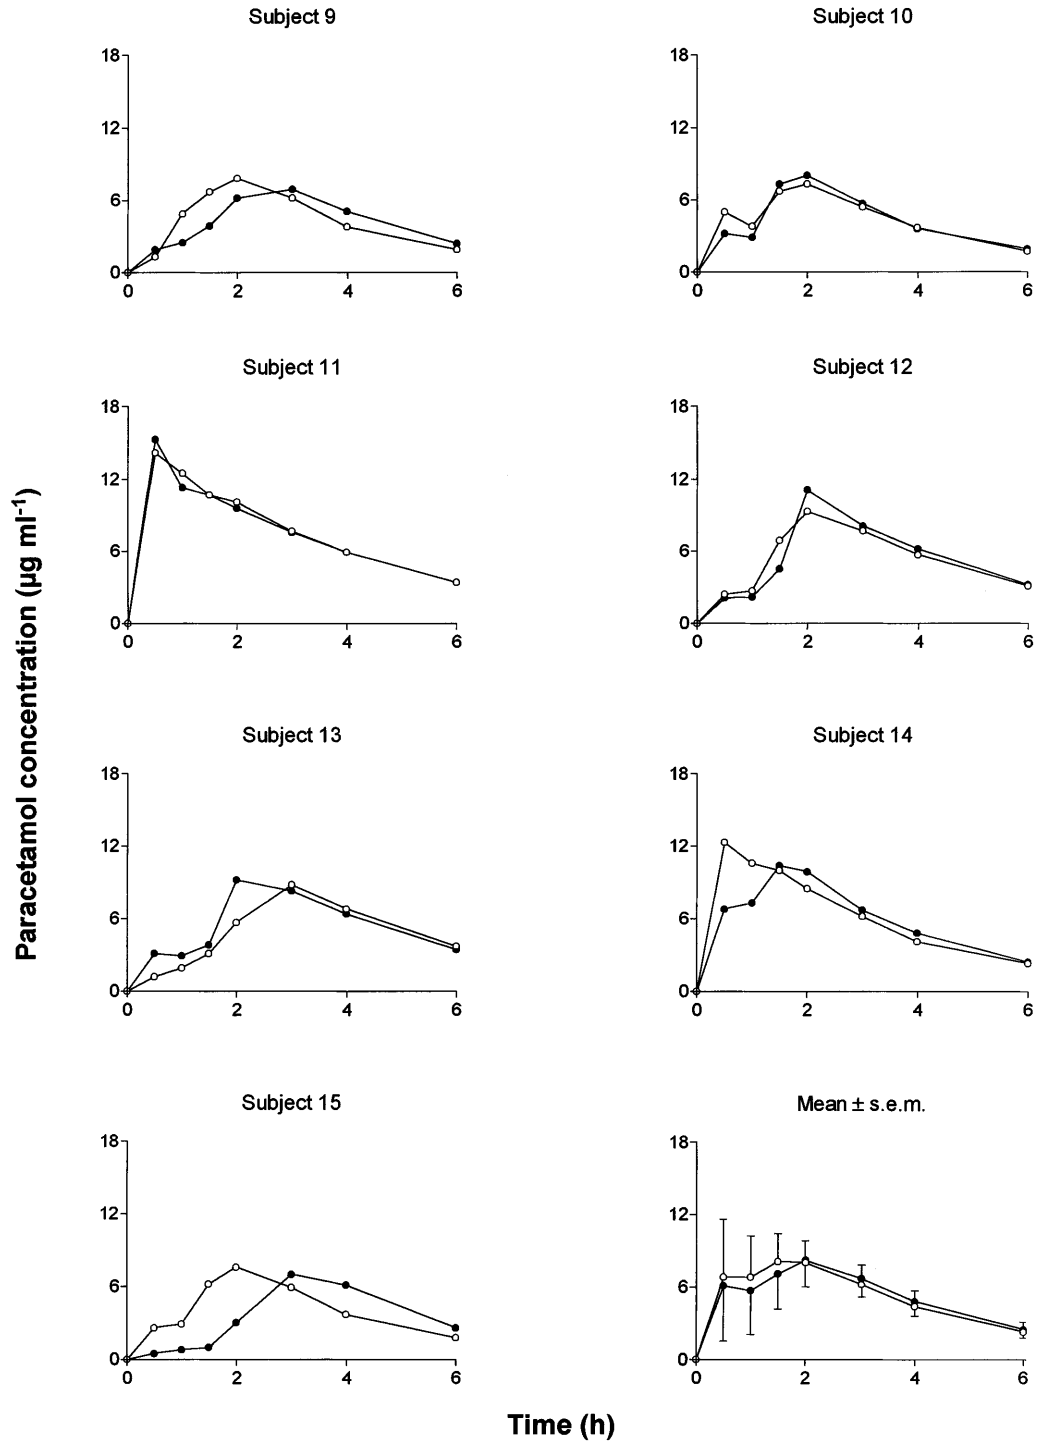 Subject 9
Subject 10
18
12
6
0
0 2 4 6
18
12
6
0
0 2 4 6
Subject 11
Subject 12
18
12
6
0
0 2 4 6
18
12
6
0
0 2 4 6
Subject 13
Subject 14
18
12
6
0
0 2 4 6
18
12
6
0
0 2 4 6
Subject 15
Mean ± s.e.m.
18
12
6
0
0 2 4 6
18
12
6
0
0 2 4 6
Paracetamol concentration (µg ml⁻¹)
Time (h)